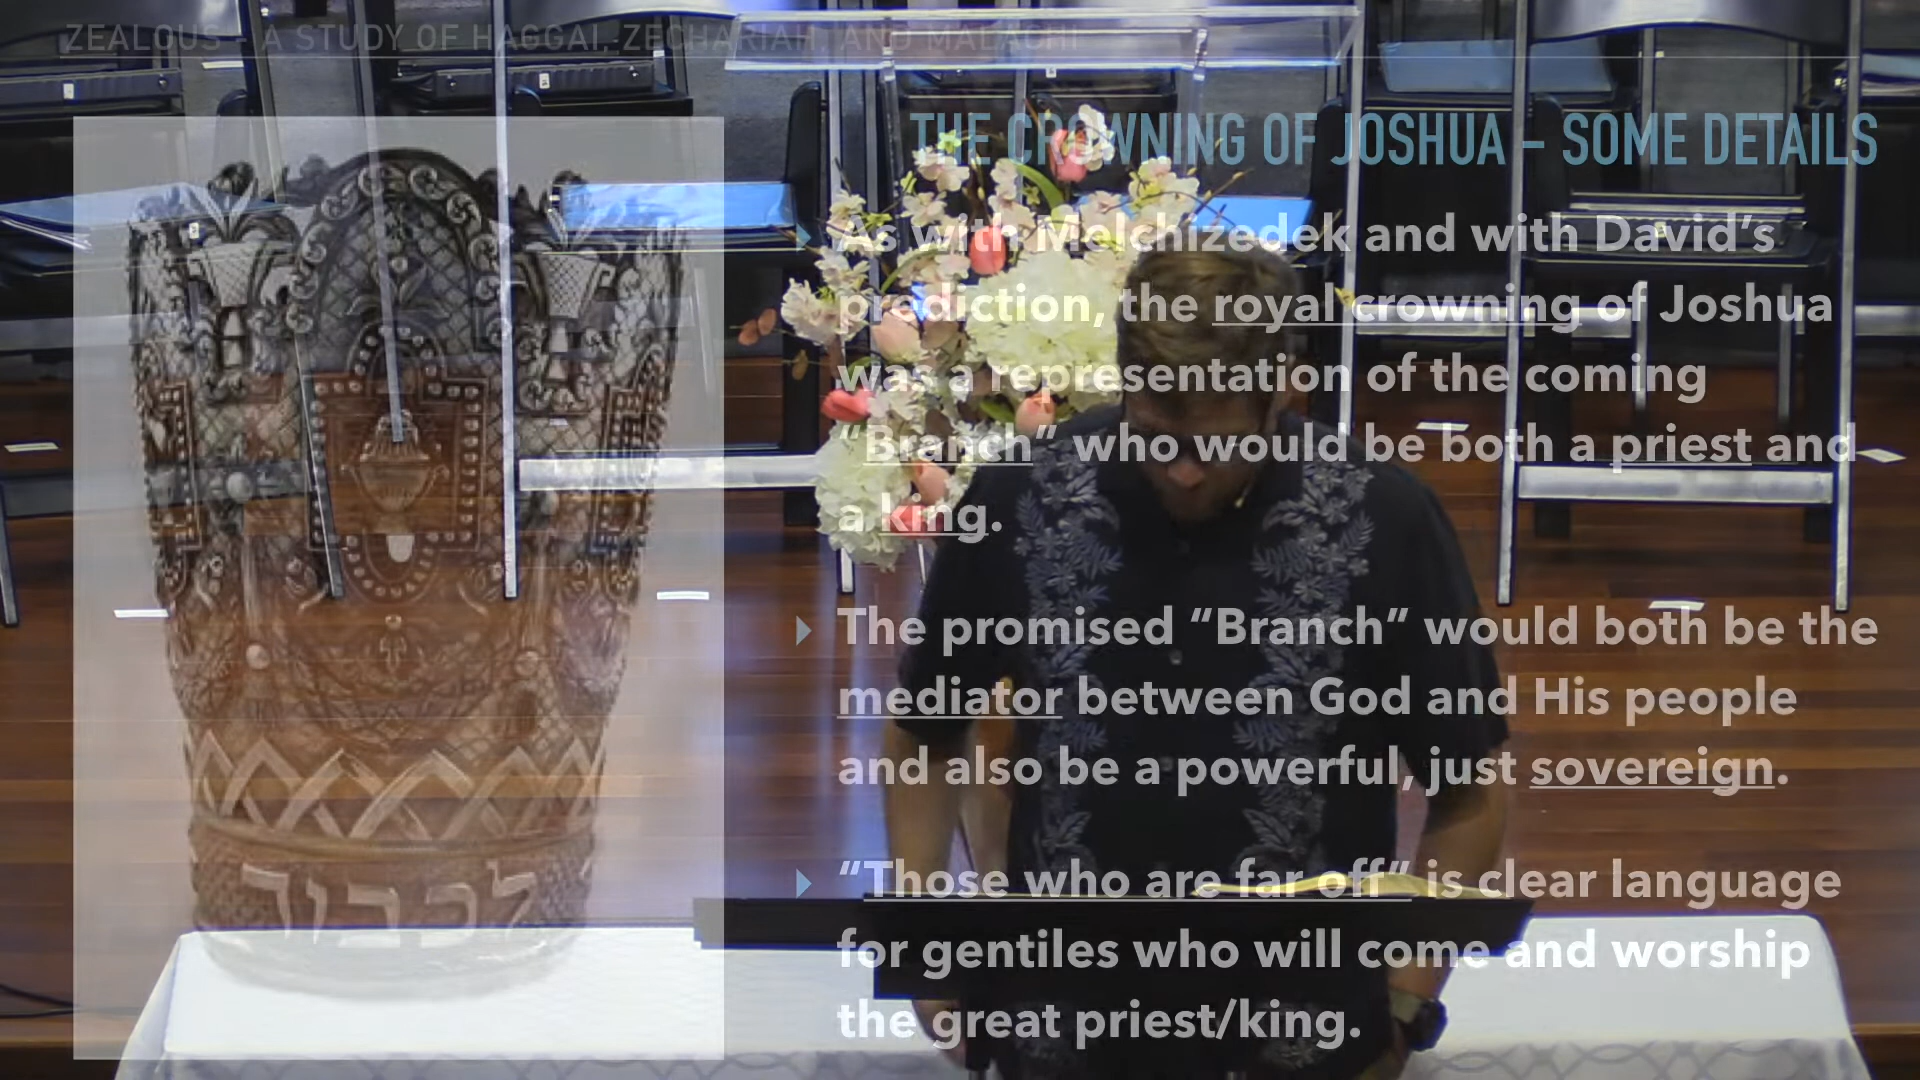 ZEALOUS - A STUDY OF HAGGAI, ZECHARIAH, AND MALACHI
THE CROWNING OF JOSHUA – SOME DETAILS
As with Melchizedek and with David’s
prediction, the royal crowning of Joshua
was a representation of the coming
“Branch” who would be both a priest and
a king.
The promised “Branch” would both be the
mediator between God and His people
and also be a powerful, just sovereign.
“Those who are far off” is clear language
for gentiles who will come and worship
the great priest/king.
לכבוד